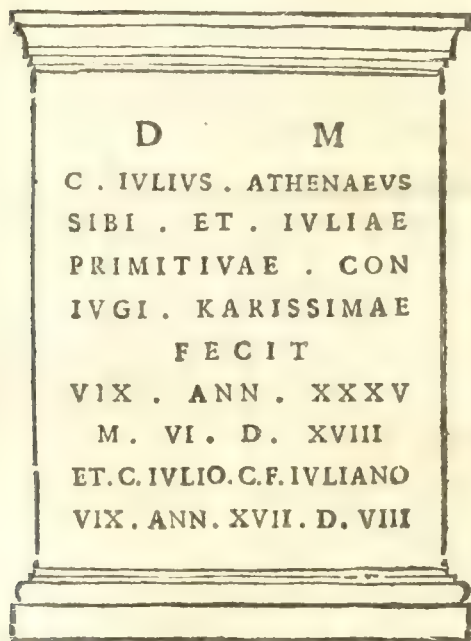 D M
C . IVLIVS . ATHENAEVS
SIBI . ET . IVLIAE
PRIMITIVAE . CON
IVGI . KARISSIMAE
FECIT
VIX . ANN . XXXV
M . VI . D . XVIII
ET . C . IVLIO . C . F . IVLIANO
VIX . ANN . XVII . D . VIII